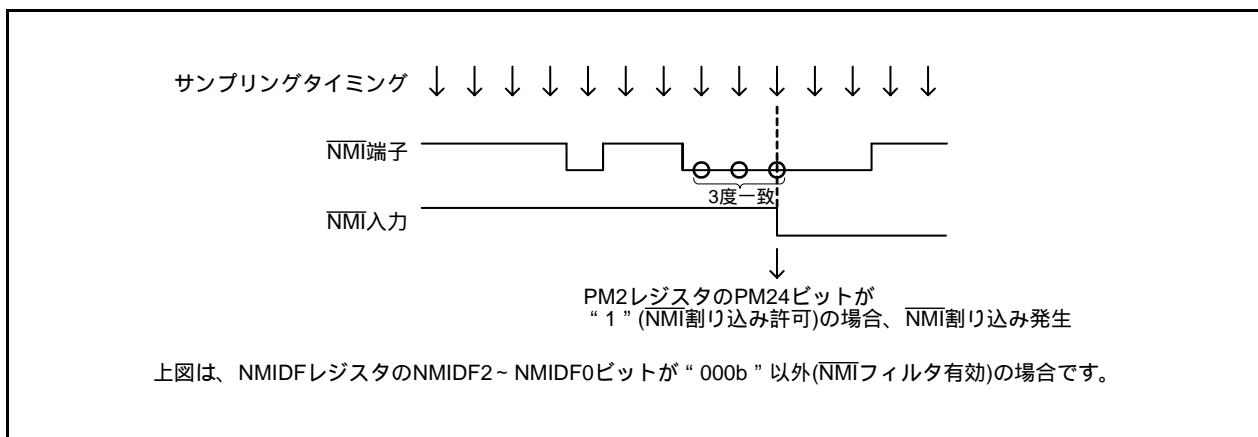 サンプリングタイミング
NMI端子
3度一致
NMI入力
PM2レジスタのPM24ビットが
“ 1 ” (NMI割り込み許可)の場合、NMI割り込み発生
上図は、NMIDFレジスタのNMIDF2~NMIDF0ビットが“ 000b ” 以外(NMIフィルタ有効)の場合です。